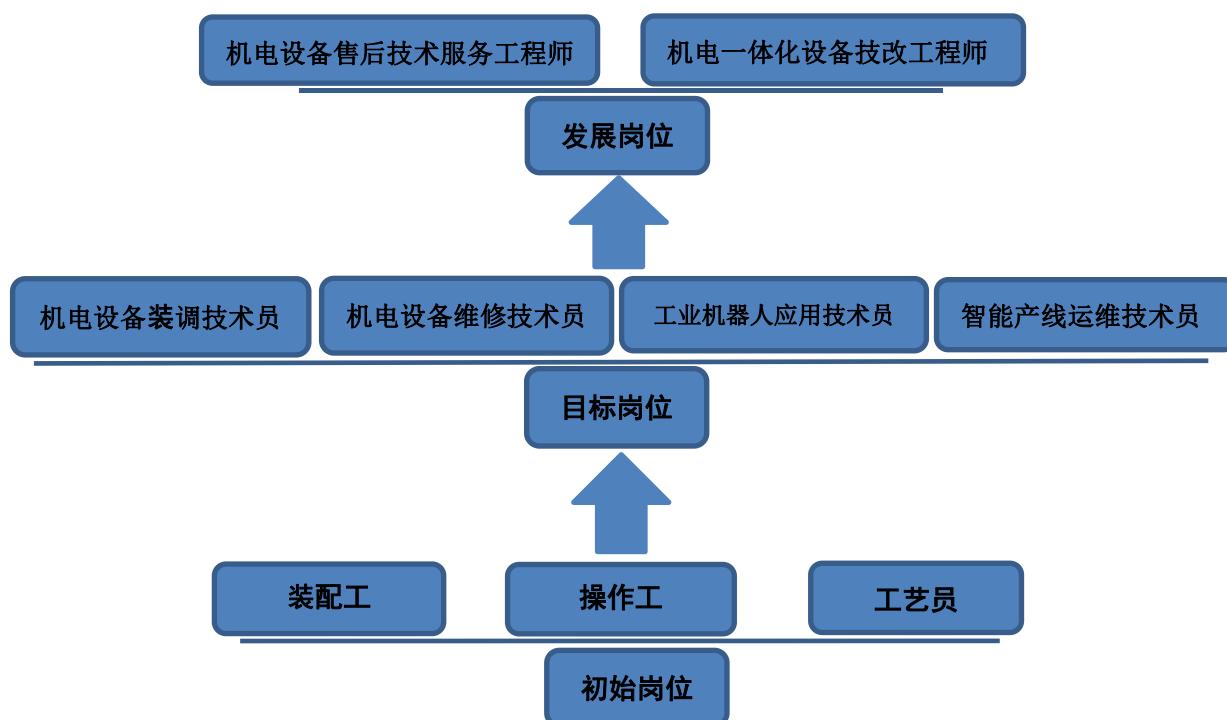 机电设备售后技术服务工程师
机电一体化设备技改工程师
发展岗位
机电设备装调技术员
机电设备维修技术员
工业机器人应用技术员
智能产线运维技术员
目标岗位
装配工
操作工
工艺员
初始岗位